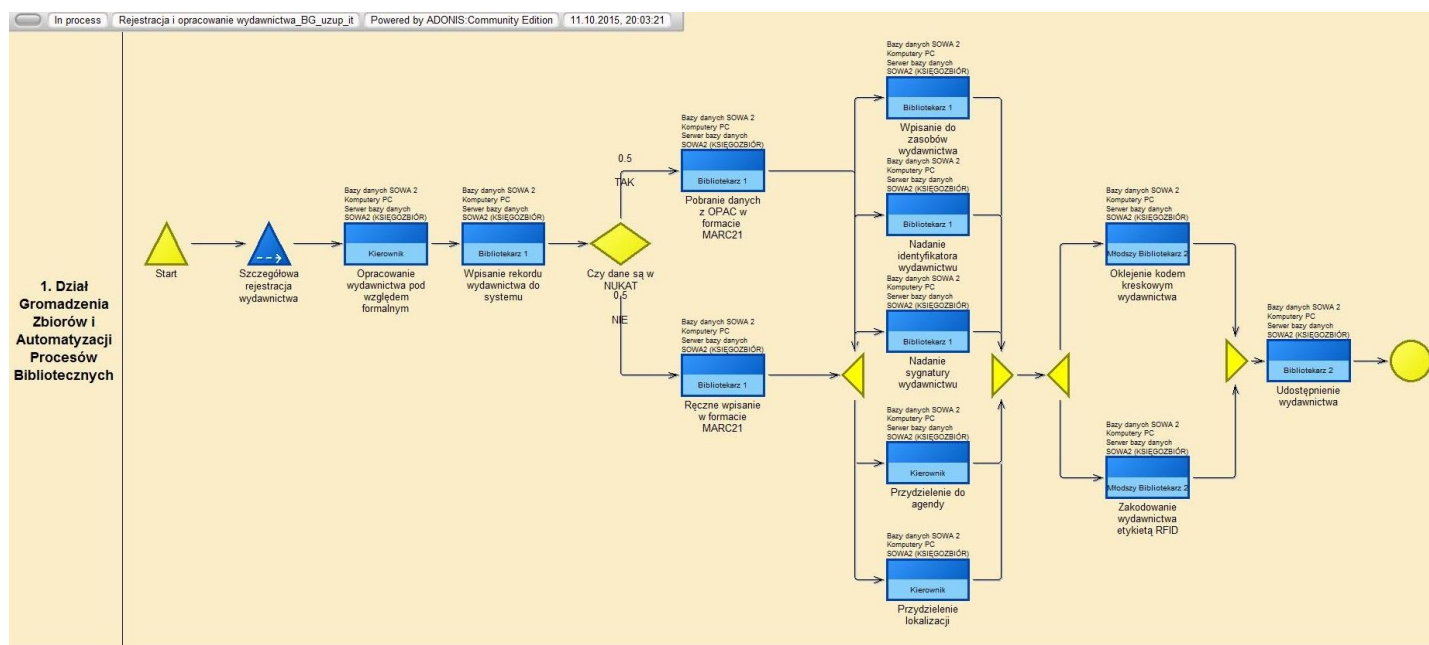 In process Rejestracja i opracowanie wydawnictwa_BG_uzup_it Powered by ADONIS:Community Edition 11.10.2015, 20:03:21
1. Dział
Gromadzenia
Zbiorów i
Automatyzacji
Procesów
Bibliotecznych
Start
Szczegółowa
rejestracja
wydawnictwa
Bazy danych SOWA 2
Komputery PC
Serwer bazy danych
SOWA2 (KSIĘGOZBIÓR)
Kierownik
Opracowanie
wydawnictwa pod
względem
formalnym
Bazy danych SOWA 2
Komputery PC
Serwer bazy danych
SOWA2 (KSIĘGOZBIÓR)
Bibliotekarz 1
Wpisanie rekordu
wydawnictwa do
systemu
Czy dane są w
NUKAT
0.5
TAK
0.5
NIE
Bazy danych SOWA 2
Komputery PC
Serwer bazy danych
SOWA2 (KSIĘGOZBIÓR)
Bibliotekarz 1
Pobranie danych
z OPAC w
formacie
MARC21
Bazy danych SOWA 2
Komputery PC
Serwer bazy danych
SOWA2 (KSIĘGOZBIÓR)
Bibliotekarz 1
Ręczne wpisanie
w formacie
MARC21
Bazy danych SOWA 2
Komputery PC
Serwer bazy danych
SOWA2 (KSIĘGOZBIÓR)
Bibliotekarz 1
Wpisanie do
zasobów
wydawnictwa
Bazy danych SOWA 2
Komputery PC
Serwer bazy danych
SOWA2 (KSIĘGOZBIÓR)
Bibliotekarz 1
Nadanie
identyfikatora
wydawnictwu
Bazy danych SOWA 2
Komputery PC
Serwer bazy danych
SOWA2 (KSIĘGOZBIÓR)
Bibliotekarz 1
Nadanie
sygnatury
wydawnictwu
Bazy danych SOWA 2
Komputery PC
Serwer bazy danych
SOWA2 (KSIĘGOZBIÓR)
Kierownik
Przydzielenie do
agendy
Bazy danych SOWA 2
Komputery PC
SOWA2 (KSIĘGOZBIÓR)
Kierownik
Przydzielenie
lokalizacji
Bazy danych SOWA 2
Komputery PC
Serwer bazy danych
SOWA2 (KSIĘGOZBIÓR)
Młodszy Bibliotekarz 2
Oklejenie kodem
kreskowym
wydawnictwa
Bazy danych SOWA 2
Komputery PC
Serwer bazy danych
SOWA2 (KSIĘGOZBIÓR)
Młodszy Bibliotekarz 2
Zakodowanie
wydawnictwa
etykietą RFID
Bazy danych SOWA 2
Komputery PC
Serwer bazy danych
SOWA2 (KSIĘGOZBIÓR)
Bibliotekarz 2
Udostępnienie
wydawnictwa